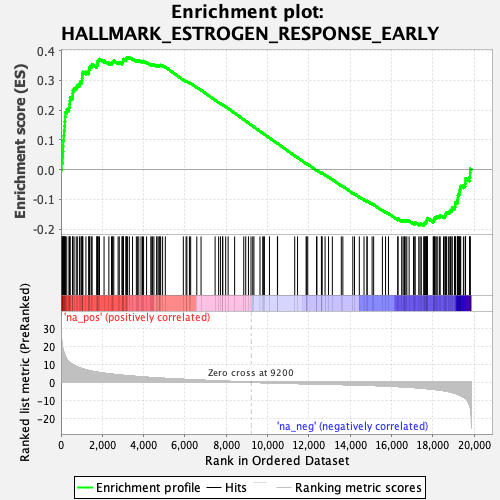 Enrichment plot:
HALLMARK_ESTROGEN_RESPONSE_EARLY
Enrichment score (ES)
0.4
0.3
0.2
0.1
0.0
-0.1
-0.2
'na_pos' (positively correlated)
Ranked list metric (PreRanked)
30
20
10
0
-10
-20
Zero cross at 9200
'na_neg' (negatively correlated)
0
2,000
4,000
6,000
8,000
10,000
12,000
14,000
16,000
18,000
20,000
Rank in Ordered Dataset
Enrichment profile
Hits
Ranking metric scores